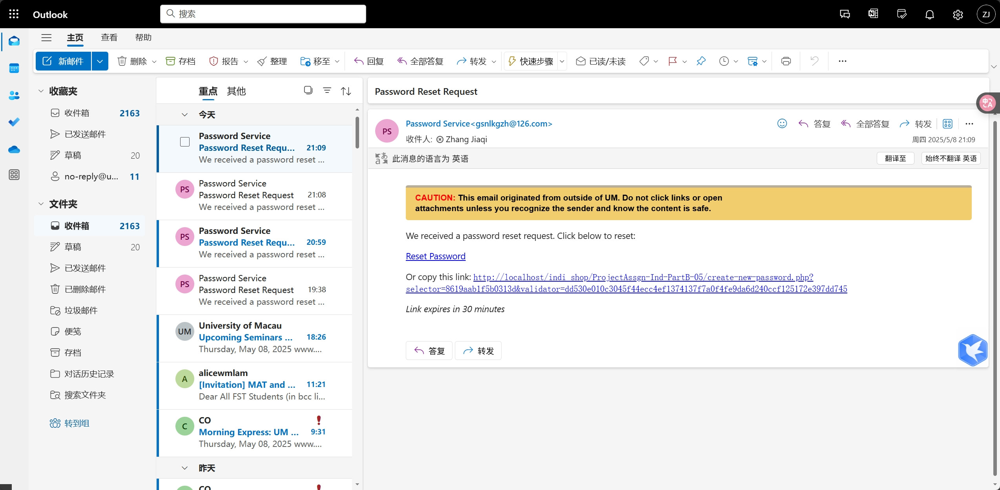 Outlook
搜索
ZJ
主页
查看
帮助
新邮件
删除
存档
报告
整理
移至
回复
全部答复
转发
快速步骤
已读/未读
收藏夹
收件箱 2163
已发送邮件
草稿 20
no-reply@u... 11
文件夹
收件箱 2163
草稿 20
已发送邮件
已删除邮件
垃圾邮件
便笺
存档
对话历史记录
搜索文件夹
转到组
重点 其他
今天
Password Service
Password Reset Requ... 21:09
We received a password reset ...
PS
Password Service
Password Reset Request 21:08
We received a password reset ...
PS
Password Service
Password Reset Requ... 20:59
We received a password reset ...
PS
Password Service
Password Reset Request 19:38
We received a password reset ...
UM
University of Macau
Upcoming Seminars ... 18:26
Thursday, May 08, 2025 www....
A
alicewmlam
[Invitation] MAT and ... 11:21
Dear All FST Students (in bcc li...
C
CO
Morning Express: UM ... 9:31
Thursday, May 08, 2025 www....
昨天
CO
Password Reset Request
PS
Password Service<gsnlkgzh@126.com>
收件人: Zhang Jiaqi
答复
全部答复
转发
周四 2025/5/8 21:09
此消息的语言为 英语
翻译至
始终不翻译 英语
CAUTION: This email originated from outside of UM. Do not click links or open
attachments unless you recognize the sender and know the content is safe.
We received a password reset request. Click below to reset:
Reset Password
Or copy this link: http://localhost/indi_shop/ProjectAssgn-Ind-PartB-05/create-new-password.php?
selector=8619aab1f5b0313d&validator=dd530e010c3045f44ecc4ef1374137f7a0f4fe9da6d240ccf125172e397dd745
Link expires in 30 minutes
答复
转发